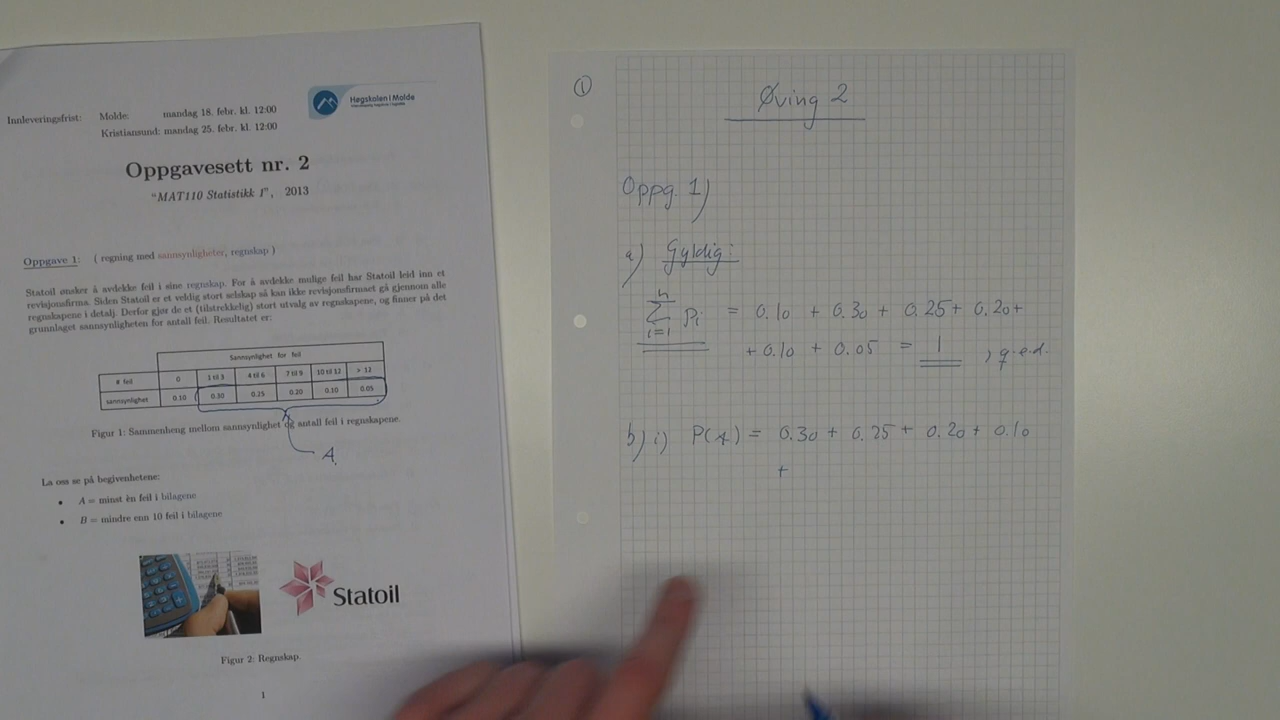 Innleveringsfrist: Molde: mandag 18. febr. kl. 12:00
Kristiansund: mandag 25. febr. kl. 12:00
Høgskolen i Molde
Oppgavesett nr. 2
"MAT110 Statistikk 1", 2013
Oppgave 1: ( regning med sannsynligheter, regnskap )
Statoil ønsker å avdekke feil i sine regnskap. For å avdekke mulige feil har Statoil leid inn et
revisjonsfirma. Siden Statoil er et veldig stort selskap så kan ikke revisjonsfirmaet gå gjennom alle
regnskapene i detalj. Derfor gjør de et (tilstrekkelig) stort utvalg av regnskapene, og finner på det
grunnlaget sannsynligheten for antall feil. Resultatet er:
Sannsynlighet for feil
# feil 0 1 til 3 4 til 6 7 til 9 10 til 12 > 12
sannsynlighet 0.10 0.30 0.25 0.20 0.10 0.05
Figur 1: Sammenheng mellom sannsynlighet og antall feil i regnskapene.
A
La oss se på begivenhetene:
• A = minst èn feil i bilagene
• B = mindre enn 10 feil i bilagene
Statoil
Figur 2: Regnskap.
1
①
Øving 2
Oppg. 1)
a) Gyldig:
n
∑ pᵢ = 0.10 + 0.30 + 0.25 + 0.20 +
i=1
+ 0.10 + 0.05 = 1 , q.e.d.
b) i) P(A) = 0.30 + 0.25 + 0.20 + 0.10
+